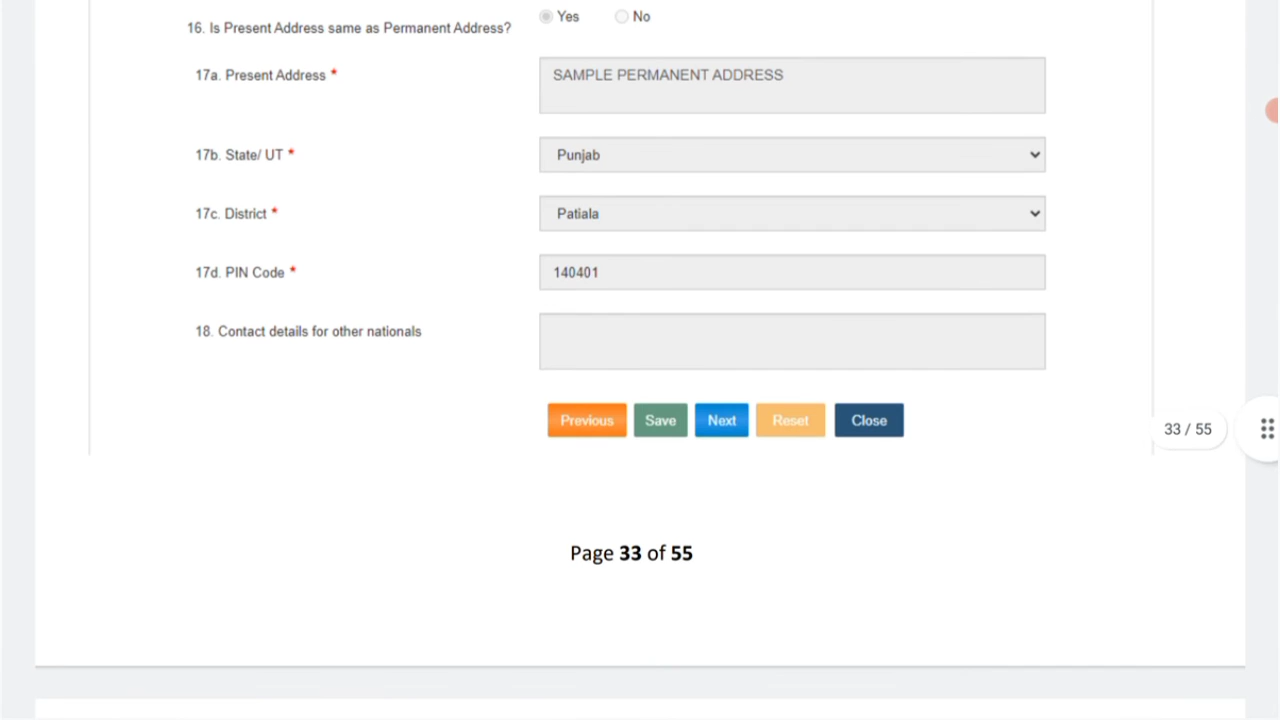 Yes No
16. Is Present Address same as Permanent Address?
17a. Present Address * SAMPLE PERMANENT ADDRESS
17b. State/ UT * Punjab
17c. District * Patiala
17d. PIN Code * 140401
18. Contact details for other nationals
Previous Save Next Reset Close
33 / 55
Page 33 of 55